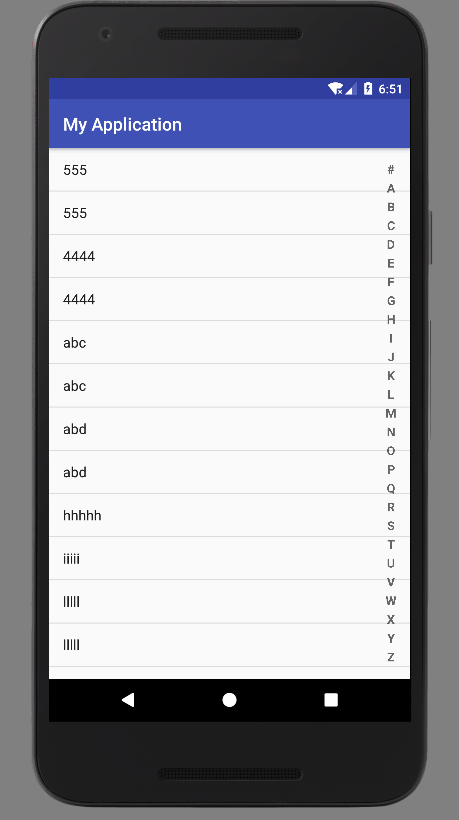 6:51
My Application
555
555
4444
4444
abc
abc
abd
abd
hhhhh
iiiii
lllll
lllll
#
A
B
C
D
E
F
G
H
I
J
K
L
M
N
O
P
Q
R
S
T
U
V
W
X
Y
Z